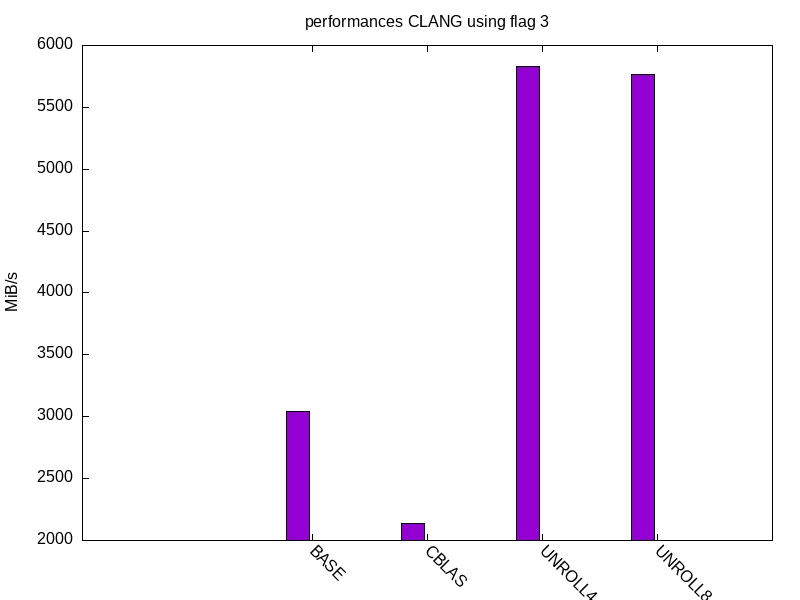 performances CLANG using flag 3
6000
5500
5000
4500
4000
3500
3000
2500
2000
MiB/s
BASE
CBLAS
UNROLL4
UNROLL8